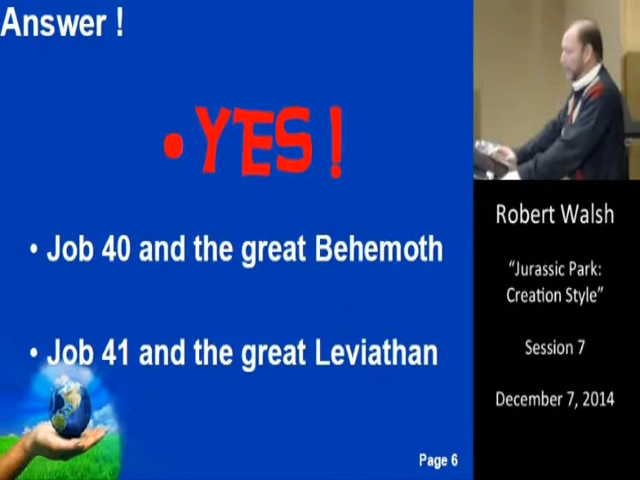 Answer !
• YES !
• Job 40 and the great Behemoth
• Job 41 and the great Leviathan
Page 6
Robert Walsh
“Jurassic Park:
Creation Style”
Session 7
December 7, 2014